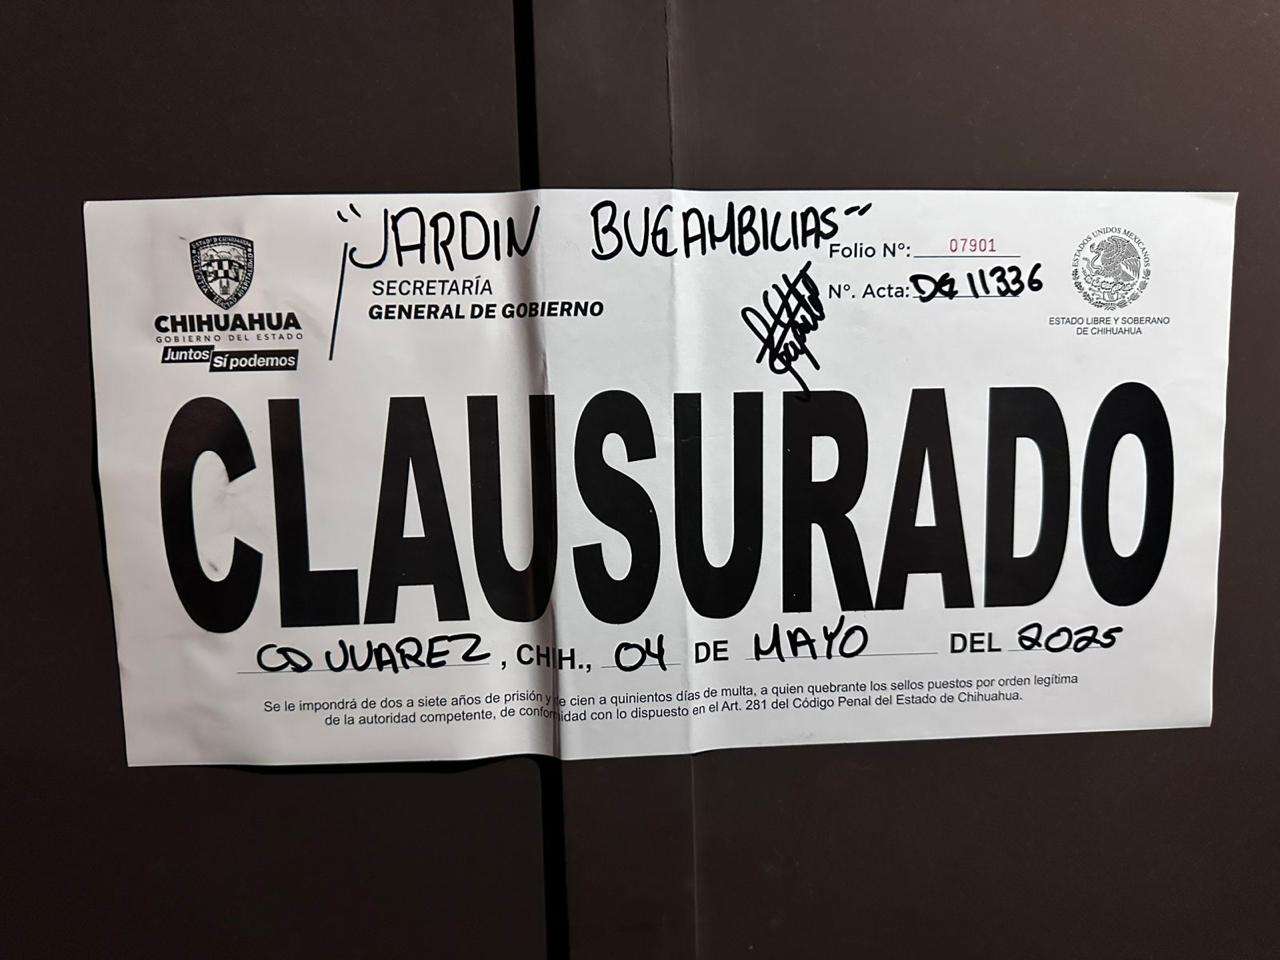 "JARDIN BUGAMBILIAS"
Folio N°: 07901
N°. Acta: DG 11336
SECRETARÍA
GENERAL DE GOBIERNO
CHIHUAHUA
GOBIERNO DEL ESTADO
Juntos Sí podemos
ESTADOS UNIDOS MEXICANOS
ESTADO LIBRE Y SOBERANO
DE CHIHUAHUA
CLAUSURADO
CD JUAREZ, CHIH., 04 DE MAYO DEL 2025
Se le impondrá de dos a siete años de prisión y de cien a quinientos días de multa, a quien quebrante los sellos puestos por orden legítima
de la autoridad competente, de conformidad con lo dispuesto en el Art. 281 del Código Penal del Estado de Chihuahua.